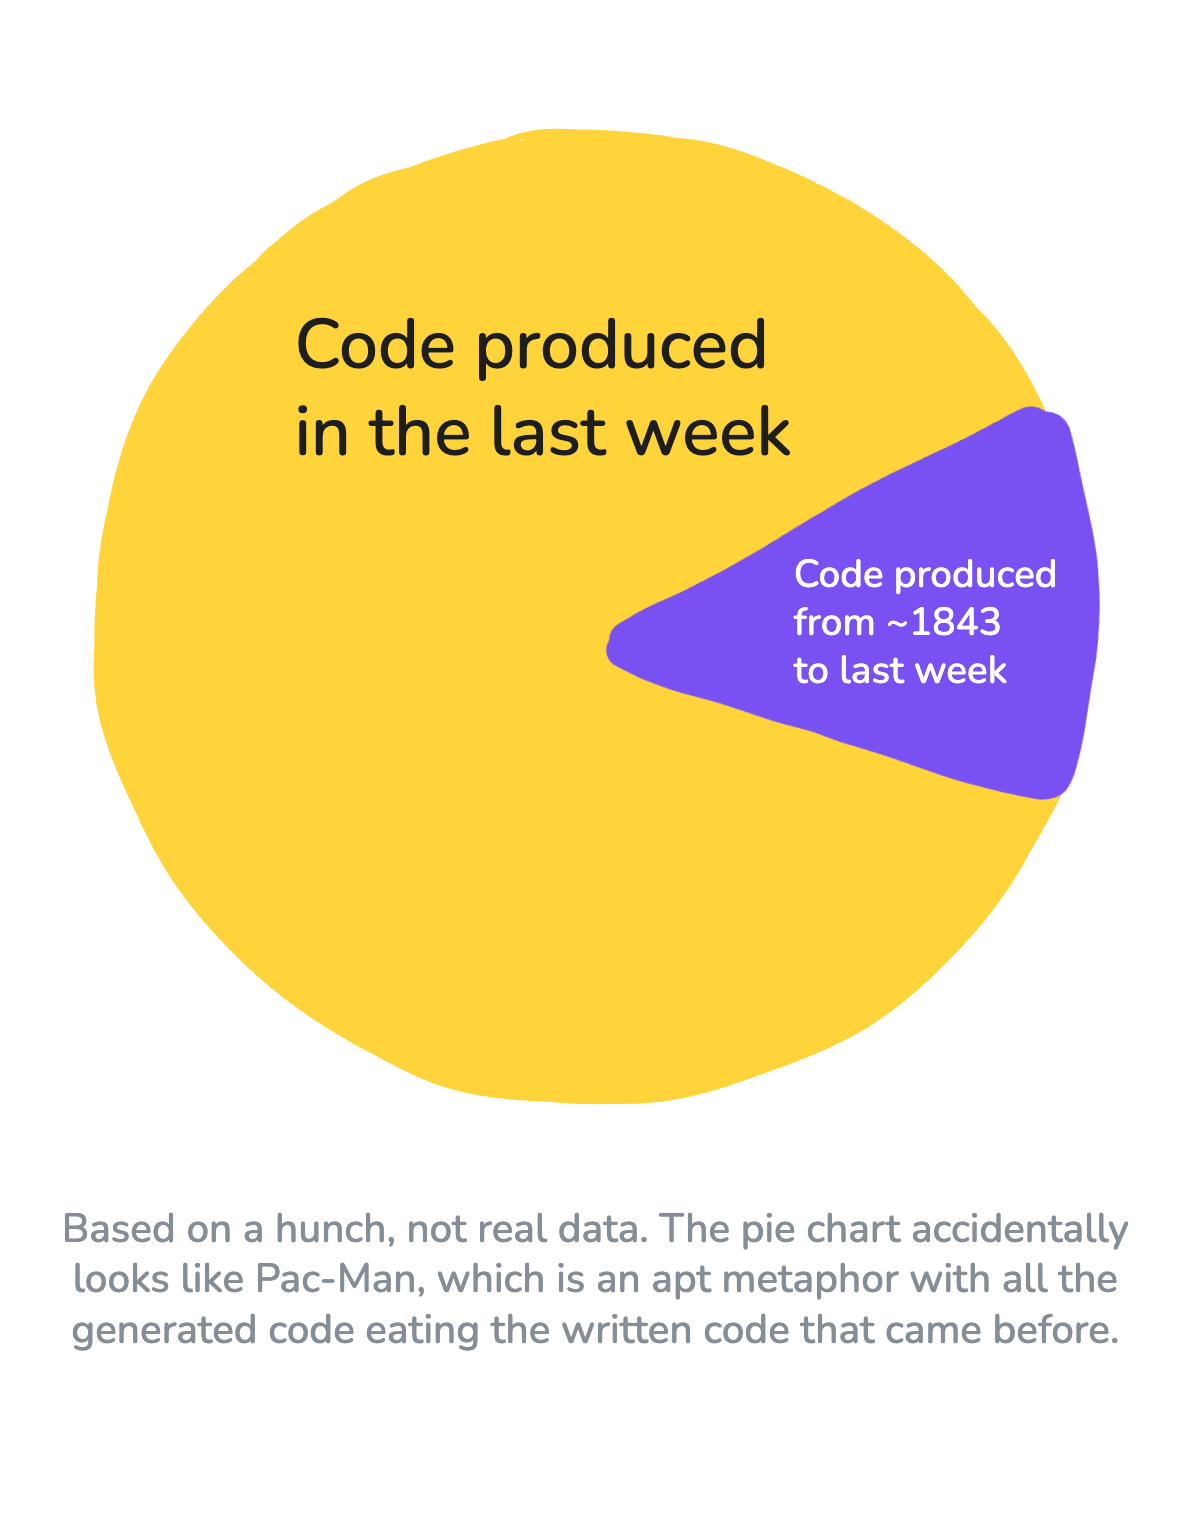 Code produced
in the last week
Code produced
from ~1843
to last week
Based on a hunch, not real data. The pie chart accidentally
looks like Pac-Man, which is an apt metaphor with all the
generated code eating the written code that came before.